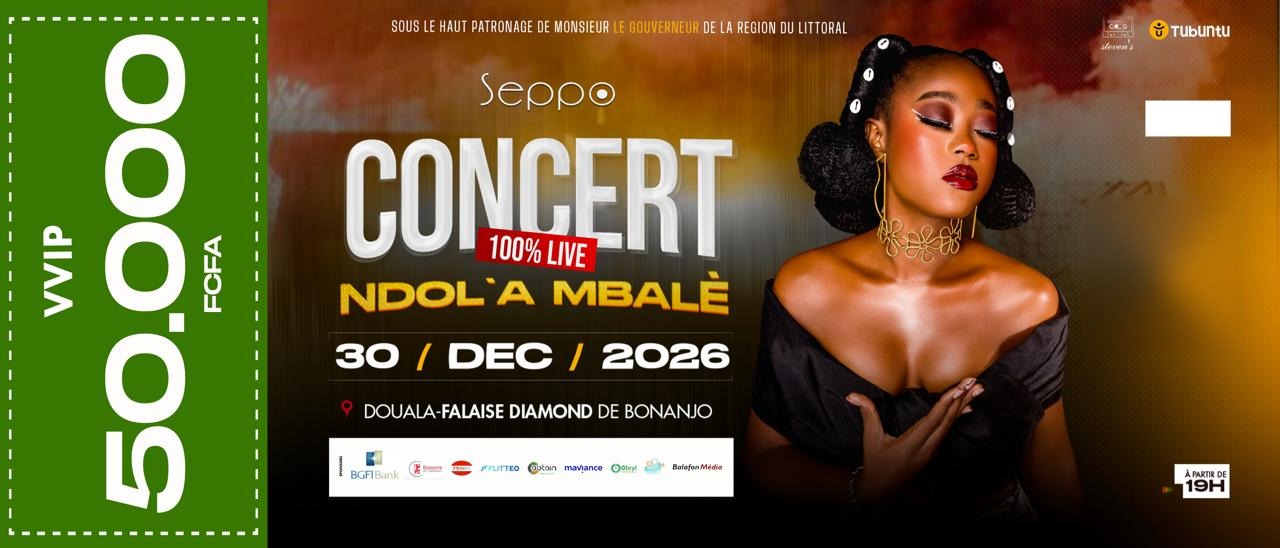 VVIP
50.000
FCFA
SOUS LE HAUT PATRONAGE DE MONSIEUR LE GOUVERNEUR DE LA REGION DU LITTORAL
steven's
TUBUNTU
Seppo
CONCERT
100% LIVE
NDOL`A MBALÈ
30 / DEC / 2026
DOUALA-FALAISE DIAMOND DE BONANJO
SPONSORS
BGFIBank
FLITTEO
maviance
Balafon Média
À PARTIR DE
19H